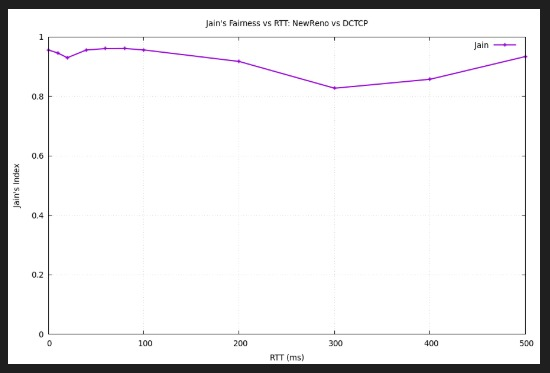 Jain's Fairness vs RTT: NewReno vs DCTCP
Jain
1
0.8
0.6
0.4
0.2
0
Jain's Index
0 100 200 300 400 500
RTT (ms)